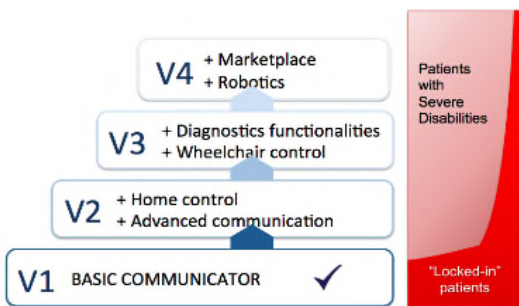 V4 + Marketplace
+ Robotics
V3 + Diagnostics functionalities
+ Wheelchair control
V2 + Home control
+ Advanced communication
V1 BASIC COMMUNICATOR ✓
Patients
with
Severe
Disabilities
"Locked-in"
patients